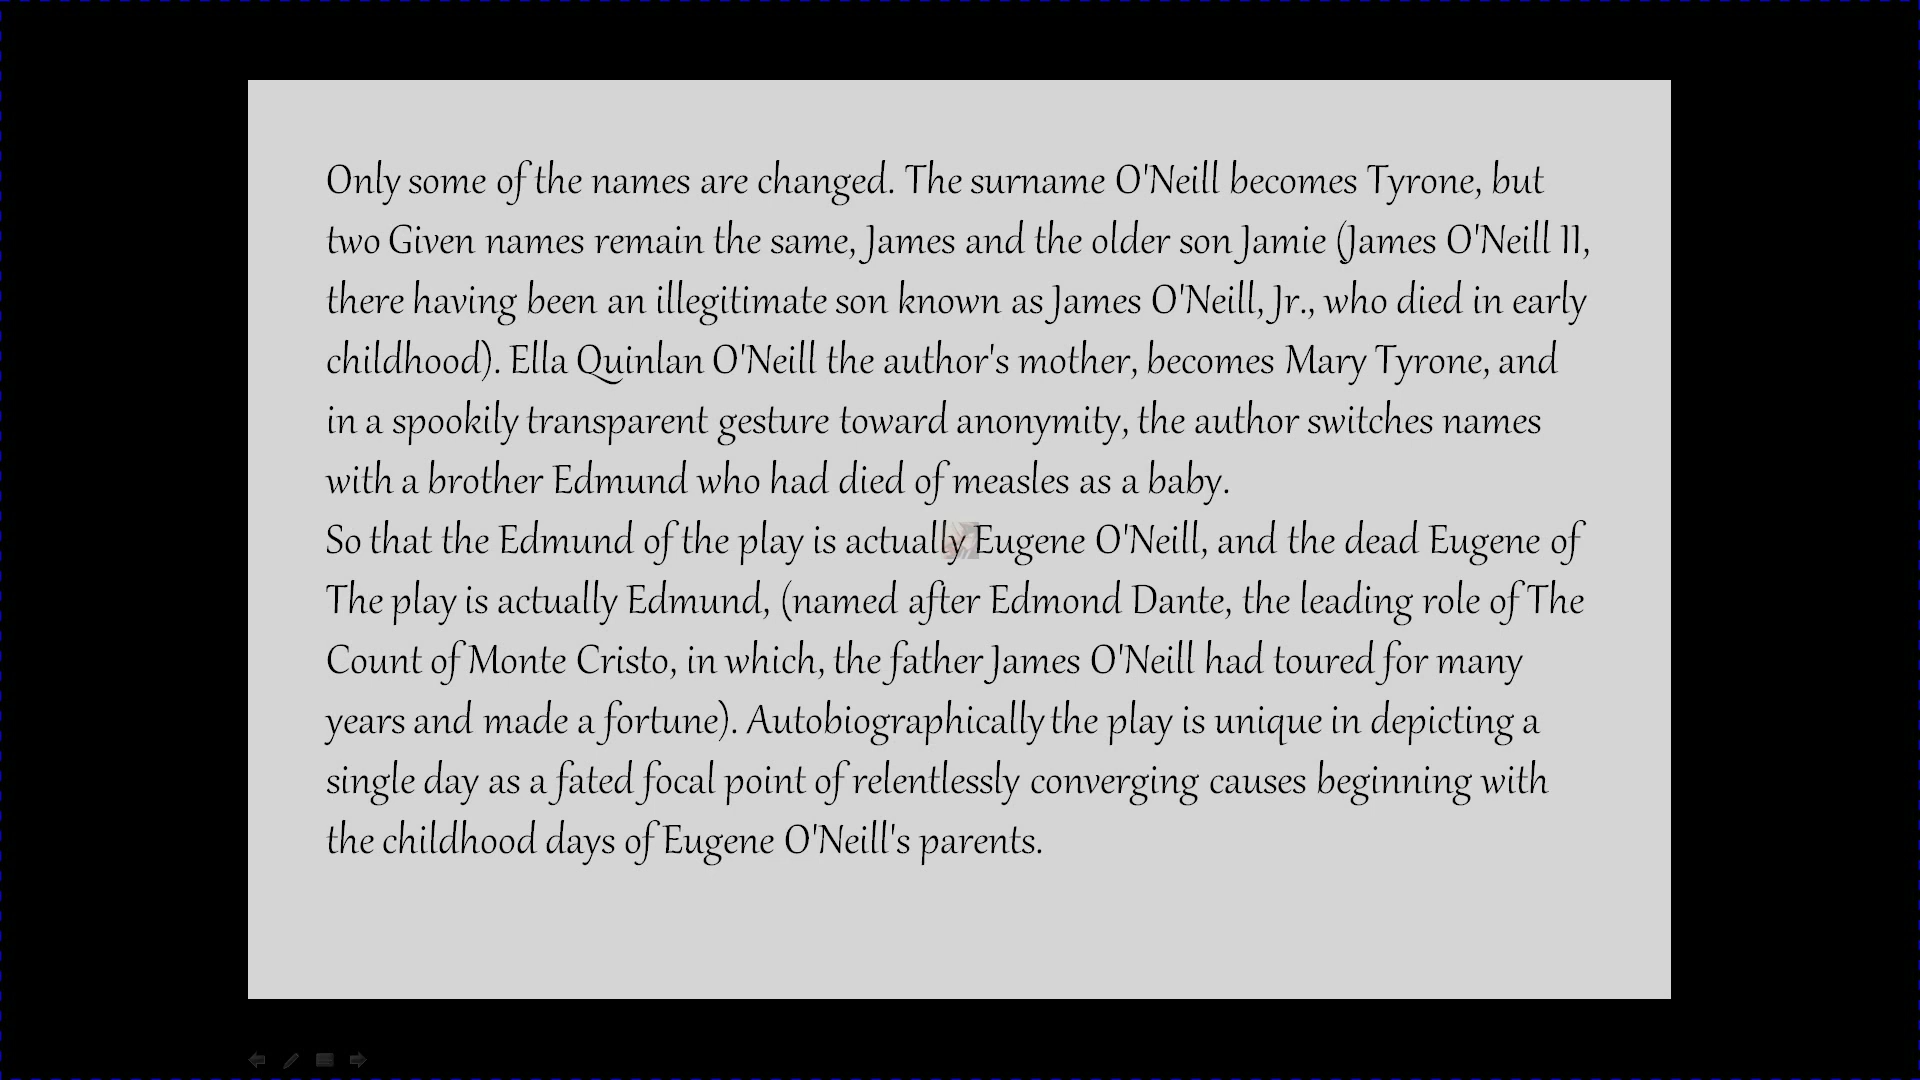 Only some of the names are changed. The surname O'Neill becomes Tyrone, but
two Given names remain the same, James and the older son Jamie (James O'Neill II,
there having been an illegitimate son known as James O'Neill, Jr., who died in early
childhood). Ella Quinlan O'Neill the author's mother, becomes Mary Tyrone, and
in a spookily transparent gesture toward anonymity, the author switches names
with a brother Edmund who had died of measles as a baby.
So that the Edmund of the play is actually Eugene O'Neill, and the dead Eugene of
The play is actually Edmund, (named after Edmond Dante, the leading role of The
Count of Monte Cristo, in which, the father James O'Neill had toured for many
years and made a fortune). Autobiographically the play is unique in depicting a
single day as a fated focal point of relentlessly converging causes beginning with
the childhood days of Eugene O'Neill's parents.